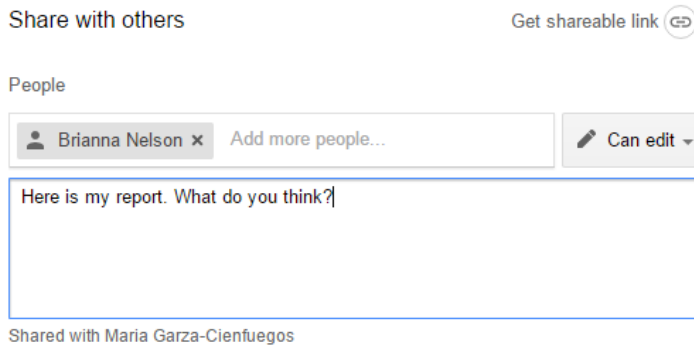 Share with others
Get shareable link
People
Brianna Nelson × Add more people...
Can edit
Here is my report. What do you think?
Shared with Maria Garza-Cienfuegos